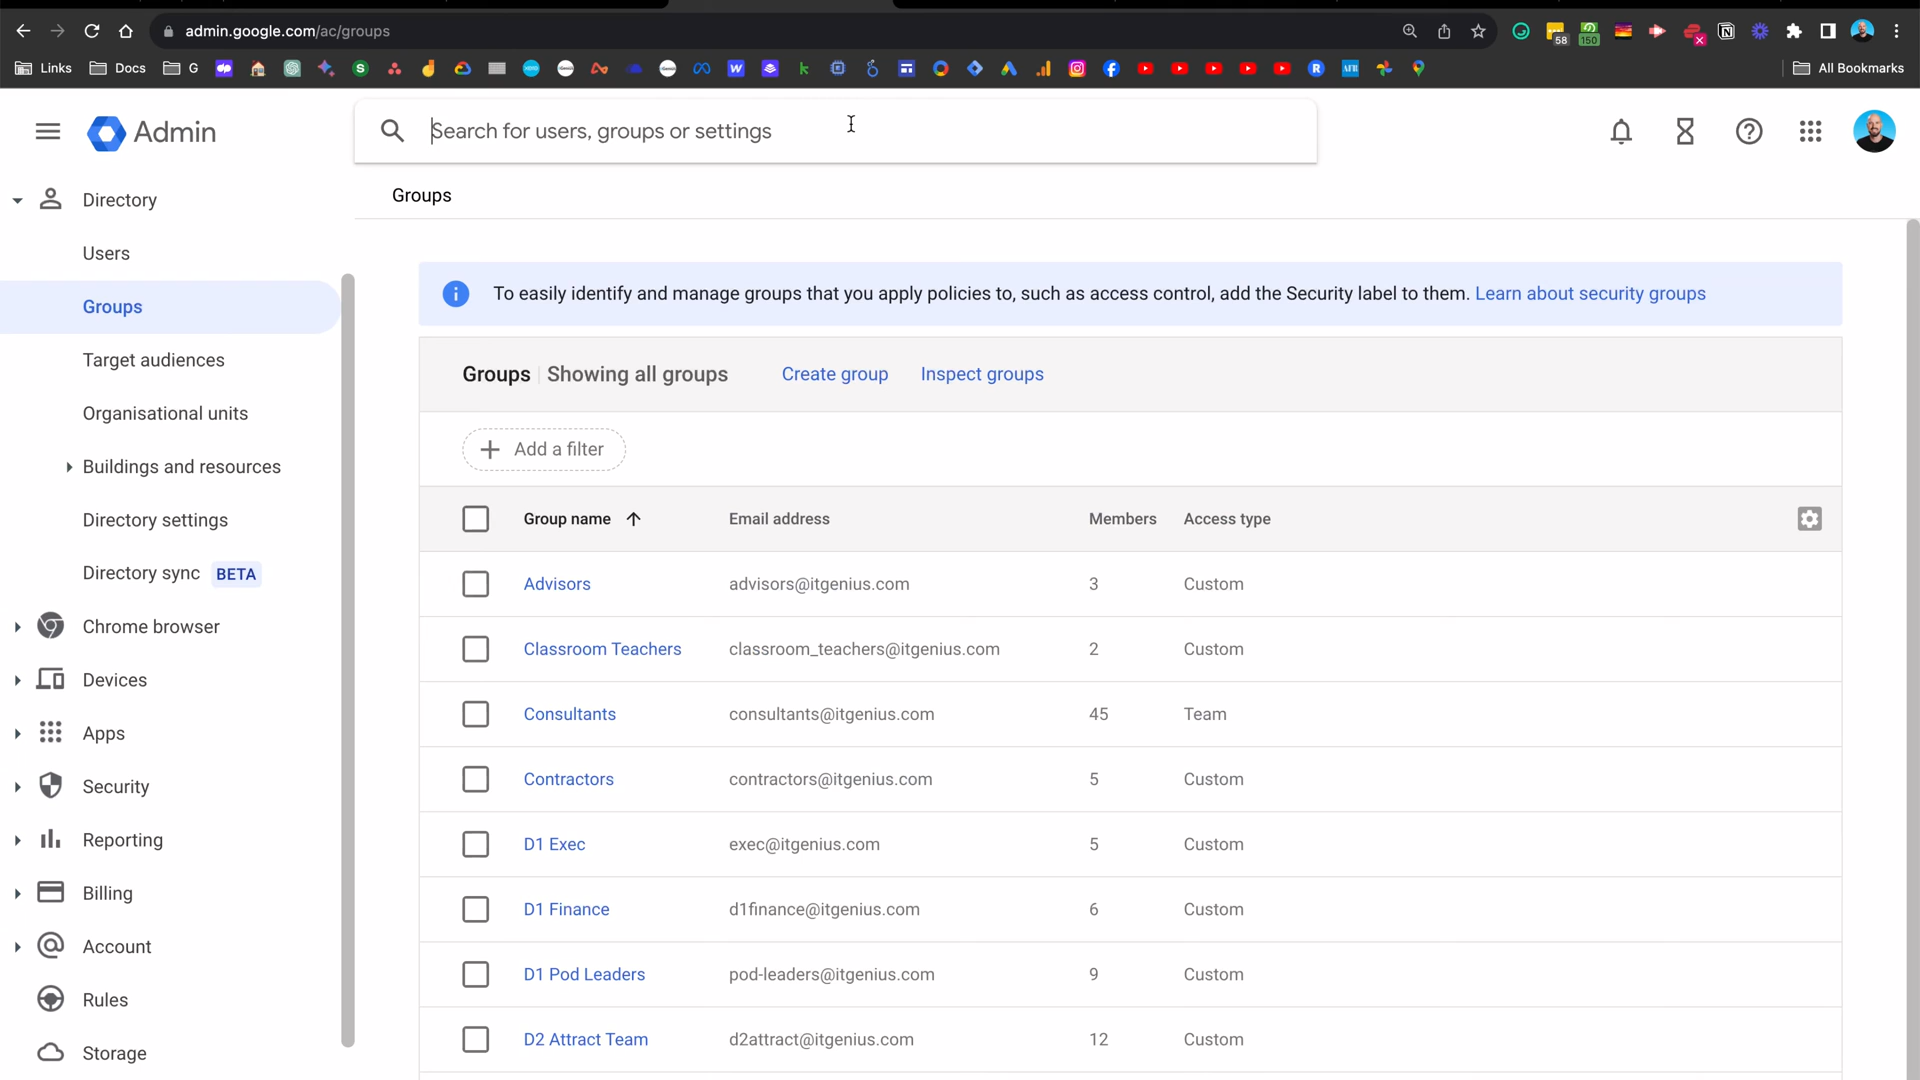 admin.google.com/ac/groups
58
150
Links
Docs
G
All Bookmarks
Admin
Search for users, groups or settings
Directory
Users
Groups
Target audiences
Organisational units
Buildings and resources
Directory settings
Directory sync BETA
Chrome browser
Devices
Apps
Security
Reporting
Billing
Account
Rules
Storage
Groups
To easily identify and manage groups that you apply policies to, such as access control, add the Security label to them. Learn about security groups
Groups | Showing all groups Create group Inspect groups
Add a filter
Group name Email address Members Access type
Advisors advisors@itgenius.com 3 Custom
Classroom Teachers classroom_teachers@itgenius.com 2 Custom
Consultants consultants@itgenius.com 45 Team
Contractors contractors@itgenius.com 5 Custom
D1 Exec exec@itgenius.com 5 Custom
D1 Finance d1finance@itgenius.com 6 Custom
D1 Pod Leaders pod-leaders@itgenius.com 9 Custom
D2 Attract Team d2attract@itgenius.com 12 Custom